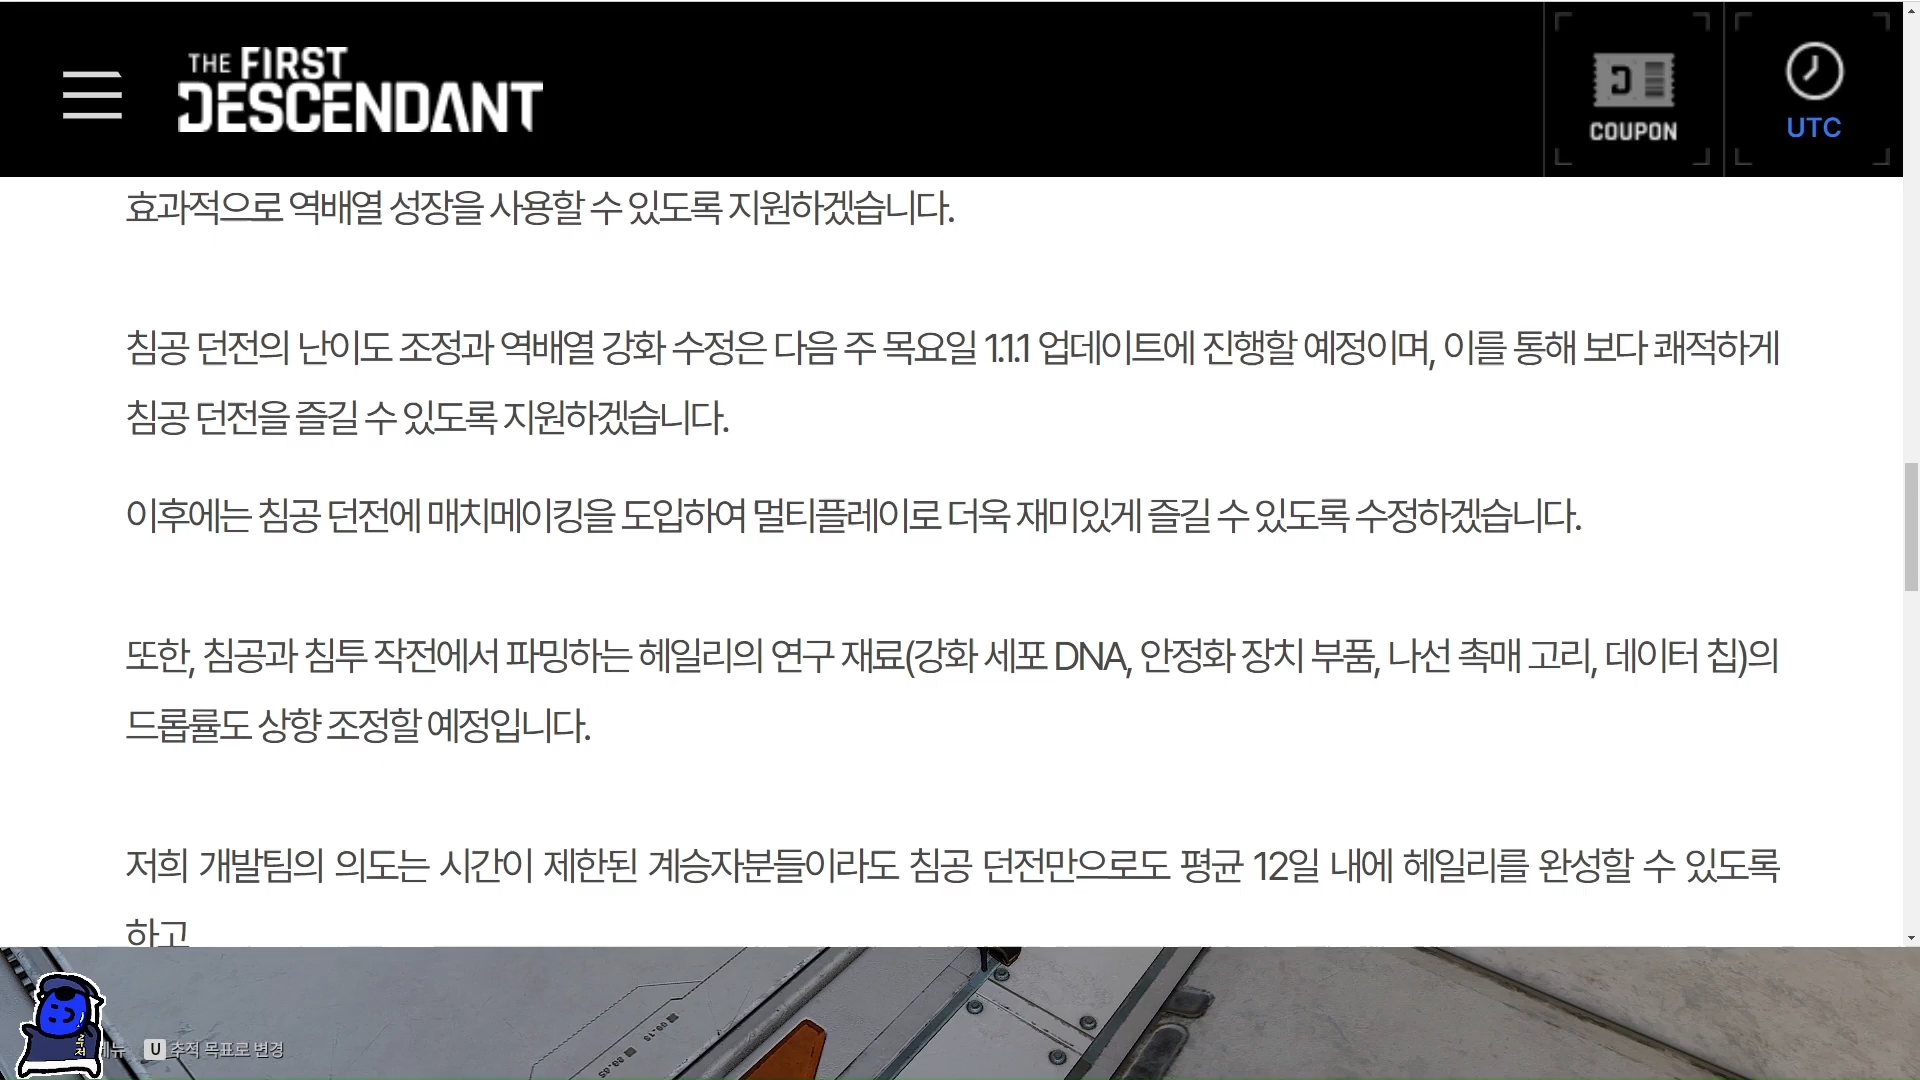 THE FIRST
DESCENDANT
COUPON
UTC
효과적으로 역배열 성장을 사용할 수 있도록 지원하겠습니다.
침공 던전의 난이도 조정과 역배열 강화 수정은 다음 주 목요일 1.1.1 업데이트에 진행할 예정이며, 이를 통해 보다 쾌적하게
침공 던전을 즐길 수 있도록 지원하겠습니다.
이후에는 침공 던전에 매치메이킹을 도입하여 멀티플레이로 더욱 재미있게 즐길 수 있도록 수정하겠습니다.
또한, 침공과 침투 작전에서 파밍하는 헤일리의 연구 재료(강화 세포 DNA, 안정화 장치 부품, 나선 촉매 고리, 데이터 칩)의
드롭률도 상향 조정할 예정입니다.
저희 개발팀의 의도는 시간이 제한된 계승자분들이라도 침공 던전만으로도 평균 12일 내에 헤일리를 완성할 수 있도록
하고
U 추적 목표로 변경